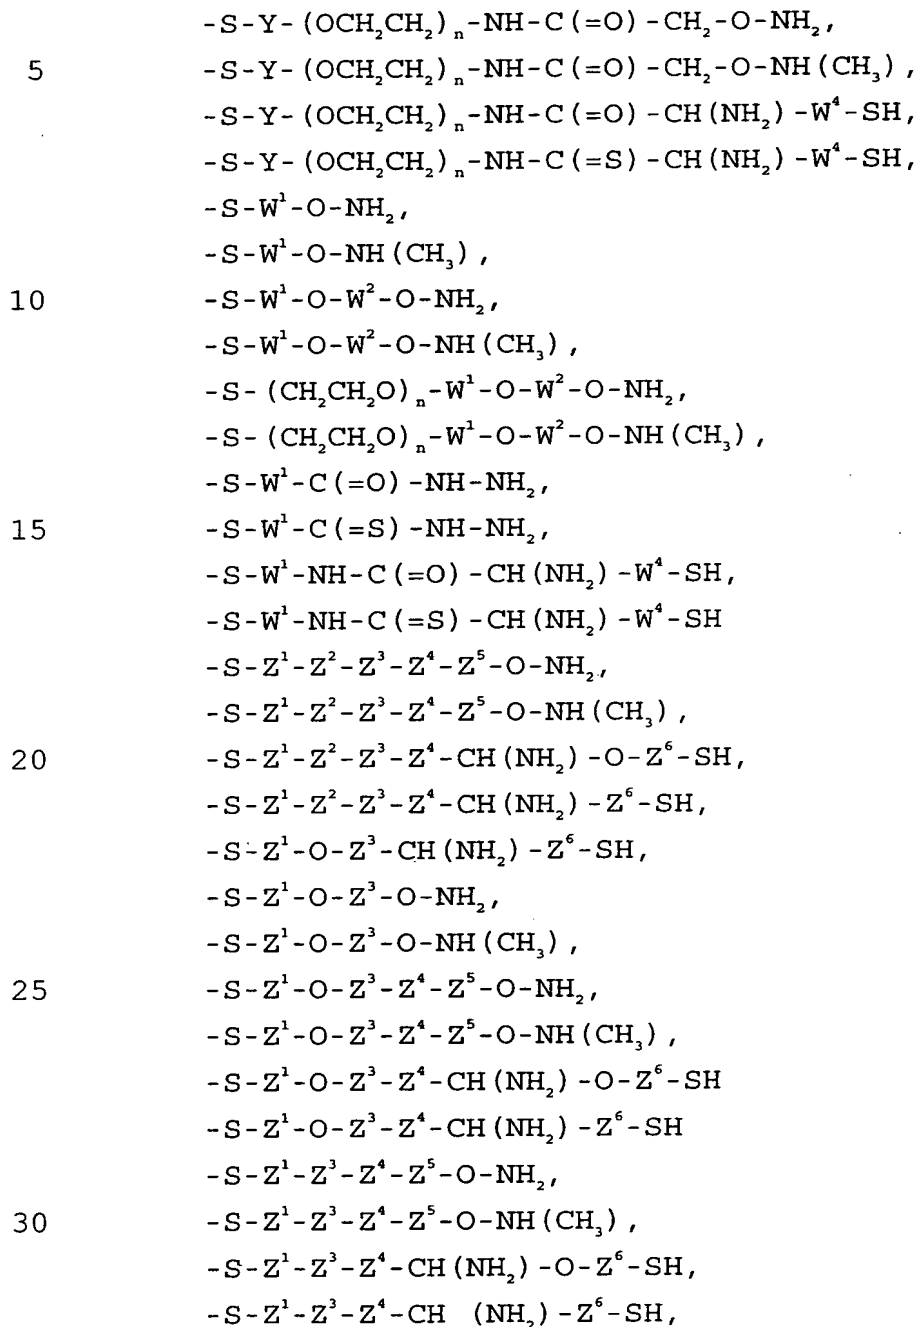 -S-Y-(OCH₂CH₂)ₙ-NH-C(=O)-CH₂-O-NH₂,
5 -S-Y-(OCH₂CH₂)ₙ-NH-C(=O)-CH₂-O-NH(CH₃),
-S-Y-(OCH₂CH₂)ₙ-NH-C(=O)-CH(NH₂)-W⁴-SH,
-S-Y-(OCH₂CH₂)ₙ-NH-C(=S)-CH(NH₂)-W⁴-SH,
-S-W¹-O-NH₂,
-S-W¹-O-NH(CH₃),
10 -S-W¹-O-W²-O-NH₂,
-S-W¹-O-W²-O-NH(CH₃),
-S-(CH₂CH₂O)ₙ-W¹-O-W²-O-NH₂,
-S-(CH₂CH₂O)ₙ-W¹-O-W²-O-NH(CH₃),
-S-W¹-C(=O)-NH-NH₂,
15 -S-W¹-C(=S)-NH-NH₂,
-S-W¹-NH-C(=O)-CH(NH₂)-W⁴-SH,
-S-W¹-NH-C(=S)-CH(NH₂)-W⁴-SH
-S-Z¹-Z²-Z³-Z⁴-Z⁵-O-NH₂,
-S-Z¹-Z²-Z³-Z⁴-Z⁵-O-NH(CH₃),
20 -S-Z¹-Z²-Z³-Z⁴-CH(NH₂)-O-Z⁶-SH,
-S-Z¹-Z²-Z³-Z⁴-CH(NH₂)-Z⁶-SH,
-S-Z¹-O-Z³-CH(NH₂)-Z⁶-SH,
-S-Z¹-O-Z³-O-NH₂,
-S-Z¹-O-Z³-O-NH(CH₃),
25 -S-Z¹-O-Z³-Z⁴-Z⁵-O-NH₂,
-S-Z¹-O-Z³-Z⁴-Z⁵-O-NH(CH₃),
-S-Z¹-O-Z³-Z⁴-CH(NH₂)-O-Z⁶-SH
-S-Z¹-O-Z³-Z⁴-CH(NH₂)-Z⁶-SH
-S-Z¹-Z³-Z⁴-Z⁵-O-NH₂,
30 -S-Z¹-Z³-Z⁴-Z⁵-O-NH(CH₃),
-S-Z¹-Z³-Z⁴-CH(NH₂)-O-Z⁶-SH,
-S-Z¹-Z³-Z⁴-CH (NH₂)-Z⁶-SH,